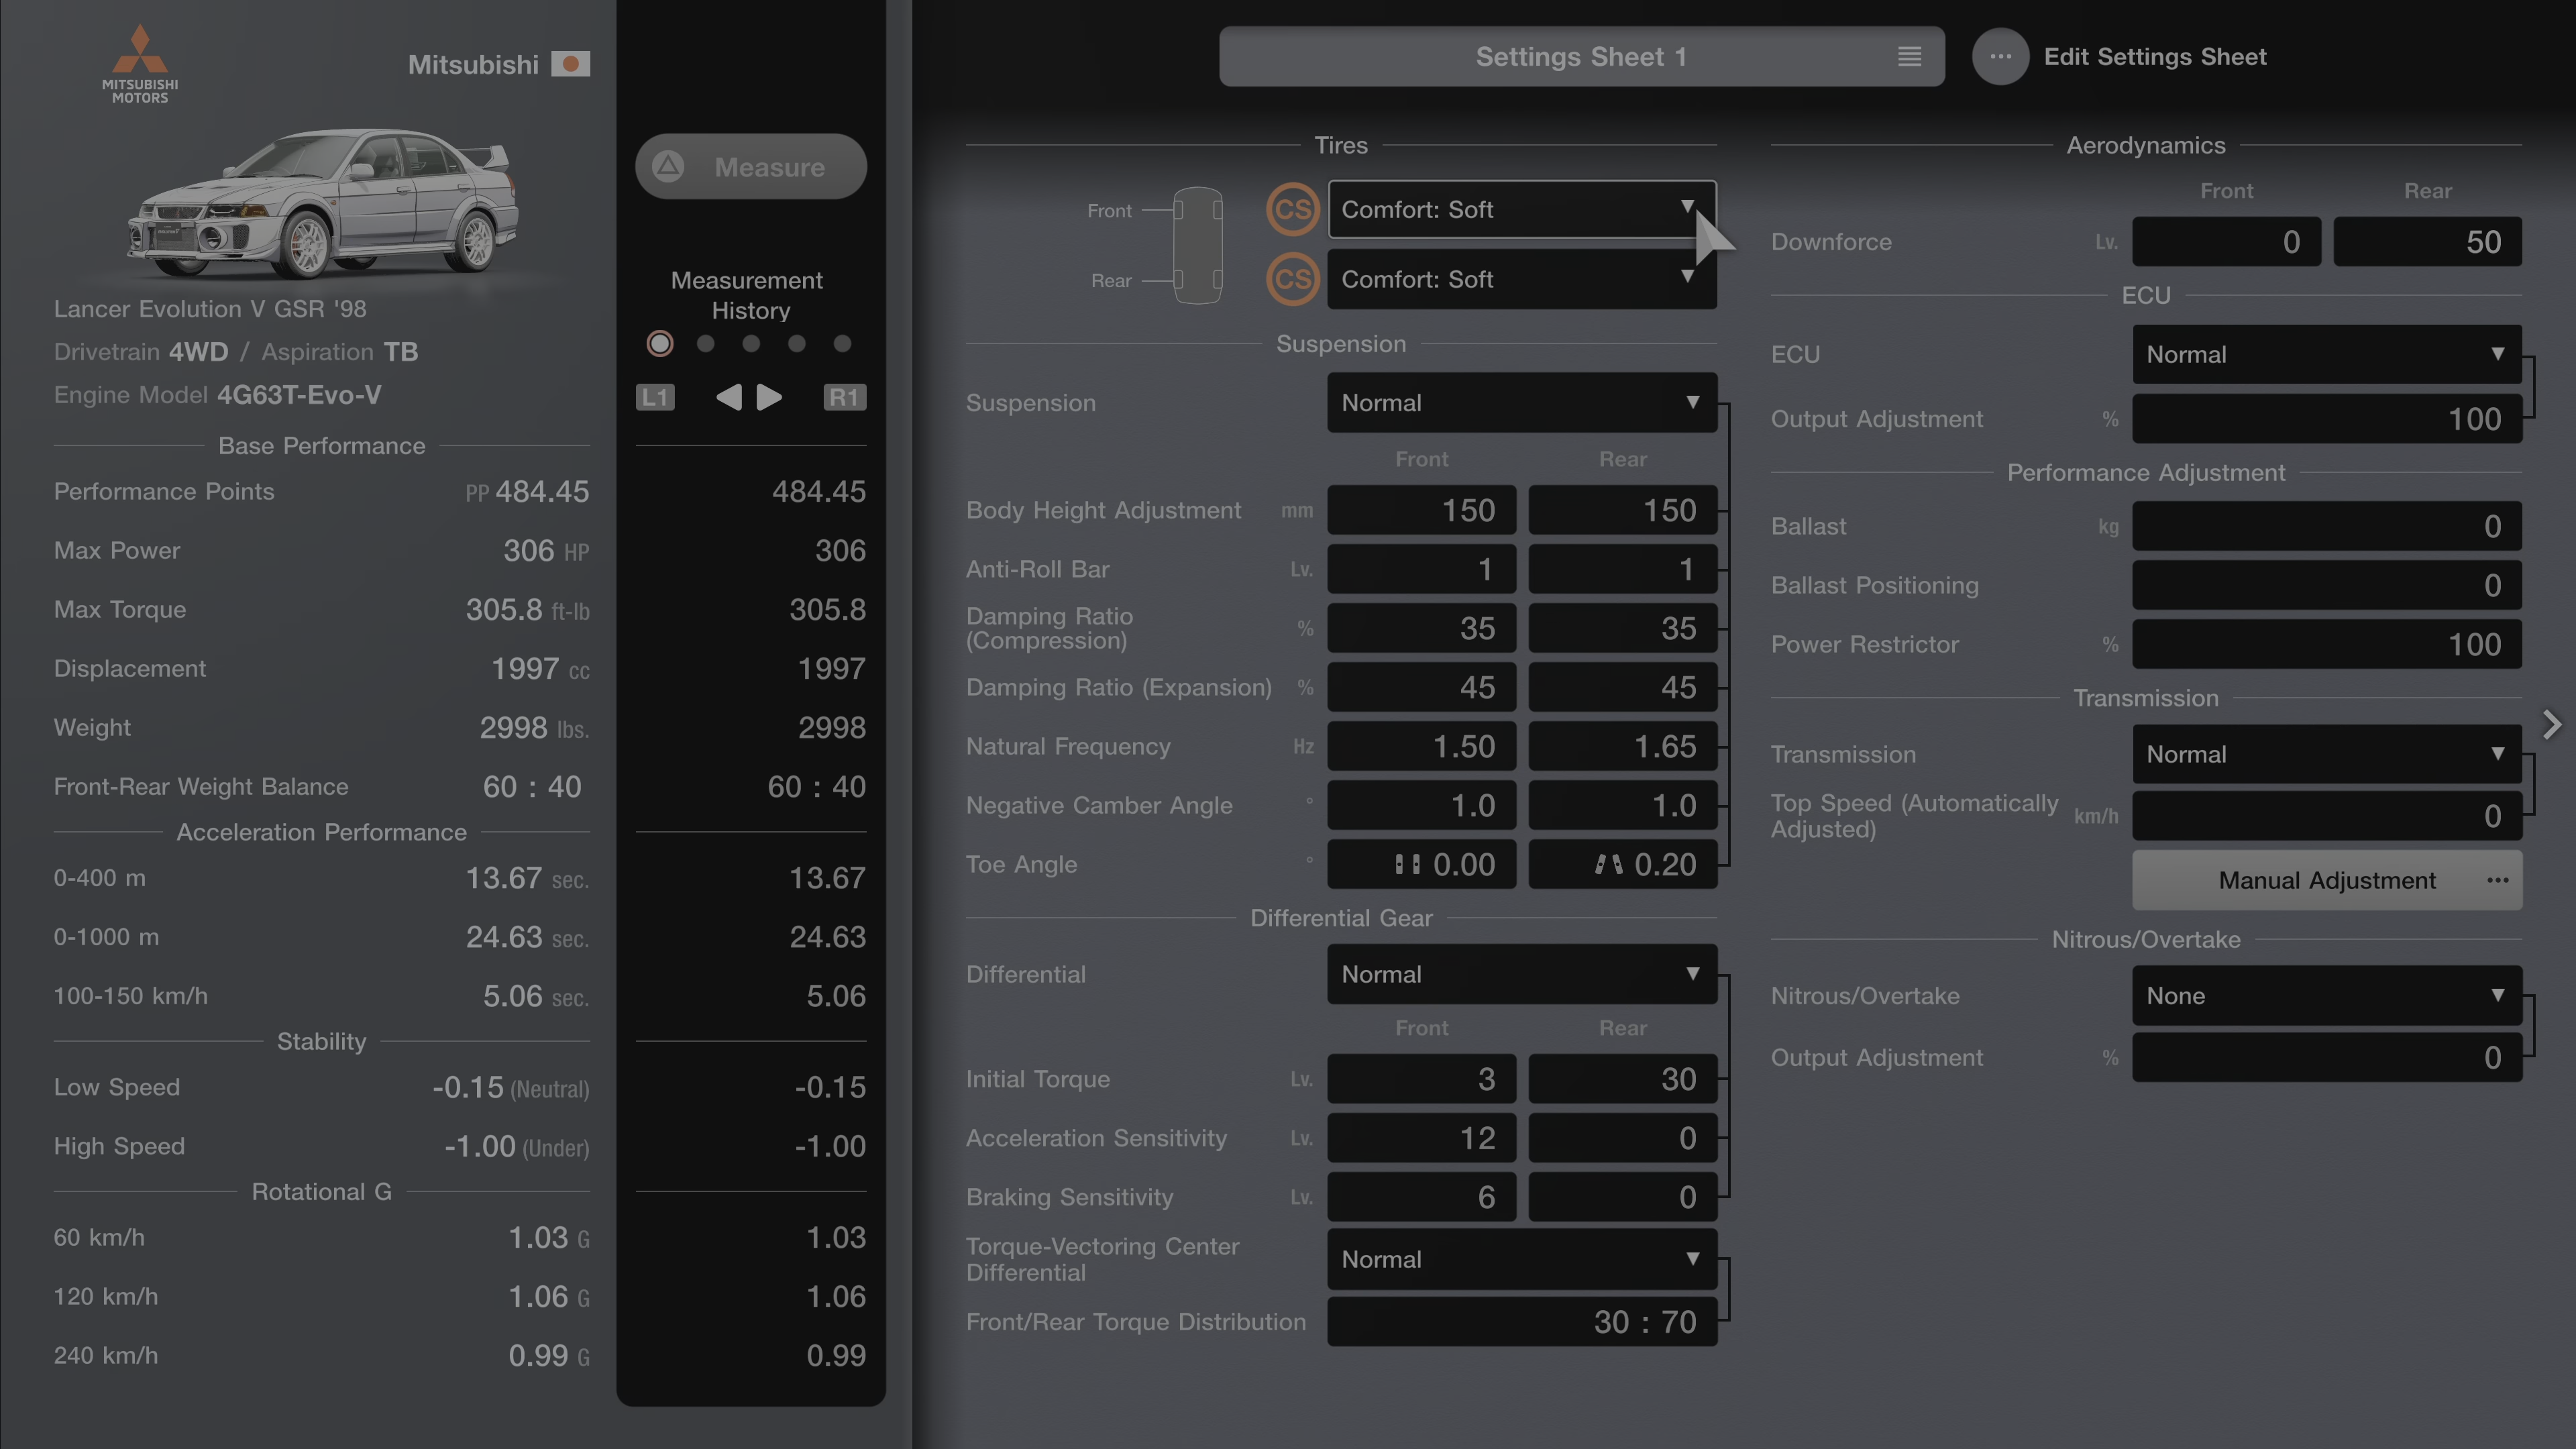 MITSUBISHI
MOTORS
Mitsubishi
Lancer Evolution V GSR '98
Drivetrain 4WD / Aspiration TB
Engine Model 4G63T-Evo-V
Base Performance
Performance Points PP 484.45
Max Power 306 HP
Max Torque 305.8 ft-lb
Displacement 1997 cc
Weight 2998 lbs.
Front-Rear Weight Balance 60 : 40
Acceleration Performance
0-400 m 13.67 sec.
0-1000 m 24.63 sec.
100-150 km/h 5.06 sec.
Stability
Low Speed -0.15 (Neutral)
High Speed -1.00 (Under)
Rotational G
60 km/h 1.03 G
120 km/h 1.06 G
240 km/h 0.99 G
Measure
Measurement
History
L1 R1
484.45
306
305.8
1997
2998
60 : 40
13.67
24.63
5.06
-0.15
-1.00
1.03
1.06
0.99
Settings Sheet 1
Edit Settings Sheet
Tires
Front CS Comfort: Soft
Rear CS Comfort: Soft
Suspension
Suspension Normal
Front Rear
Body Height Adjustment mm 150 150
Anti-Roll Bar Lv. 1 1
Damping Ratio
(Compression) % 35 35
Damping Ratio (Expansion) % 45 45
Natural Frequency Hz 1.50 1.65
Negative Camber Angle ° 1.0 1.0
Toe Angle ° 0.00 0.20
Differential Gear
Differential Normal
Front Rear
Initial Torque Lv. 3 30
Acceleration Sensitivity Lv. 12 0
Braking Sensitivity Lv. 6 0
Torque-Vectoring Center
Differential Normal
Front/Rear Torque Distribution 30 : 70
Aerodynamics
Front Rear
Downforce Lv. 0 50
ECU
ECU Normal
Output Adjustment % 100
Performance Adjustment
Ballast kg 0
Ballast Positioning 0
Power Restrictor % 100
Transmission
Transmission Normal
Top Speed (Automatically
Adjusted) km/h 0
Manual Adjustment
Nitrous/Overtake
Nitrous/Overtake None
Output Adjustment % 0